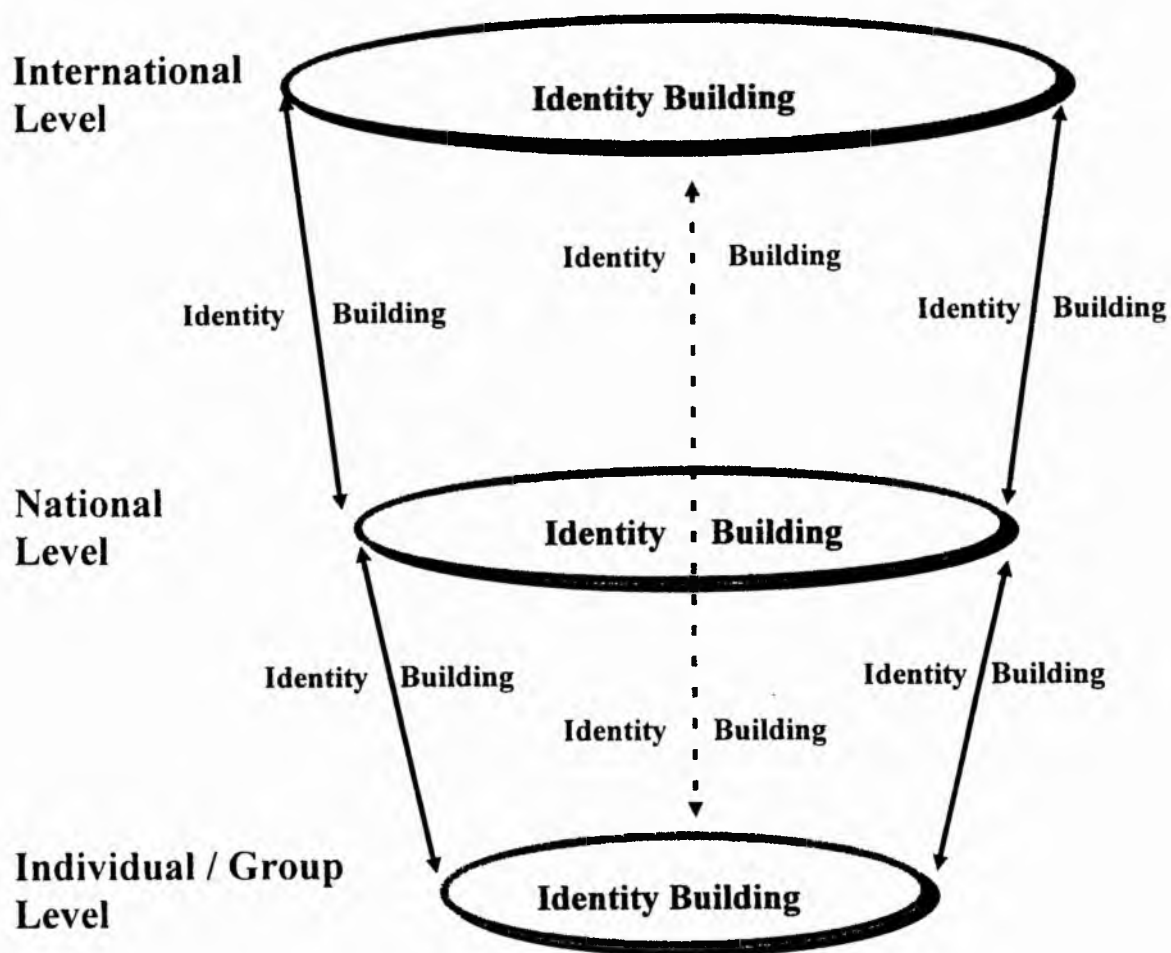 International
Level
Identity Building
Identity Building
Identity Building
Identity Building
National
Level
Identity Building
Identity Building
Identity Building
Identity Building
Individual / Group
Level
Identity Building